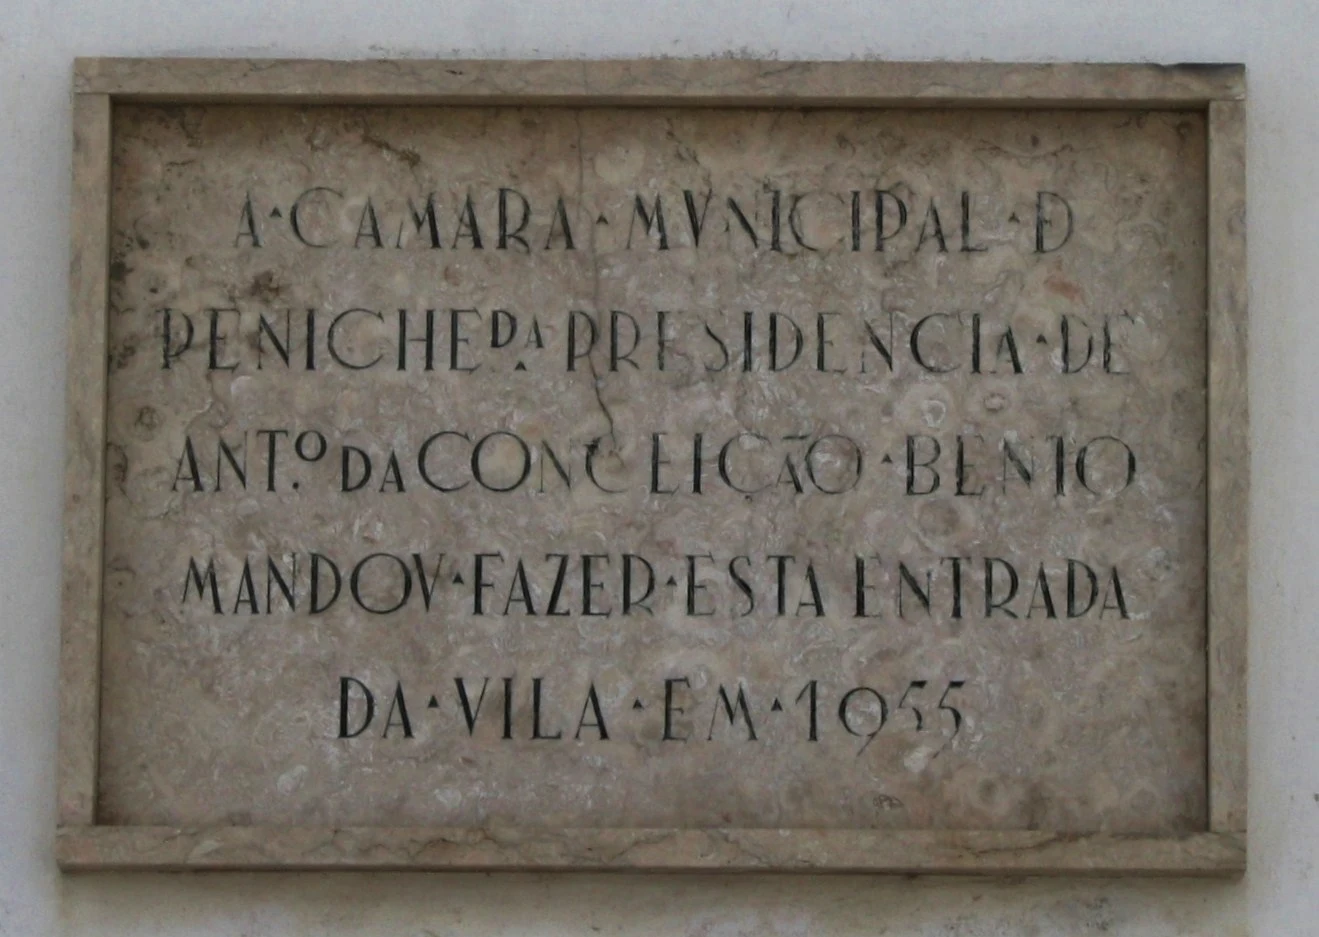 A·CAMARA·MVNICIPAL·Đ
PENICHE Dᴬ. PRESIDENCIA·DE
ANT.º DA CONCEIÇÃO·BENTO
MANDOV·FAZER·ESTA ENTRADA
DA·VILA·EM·1955